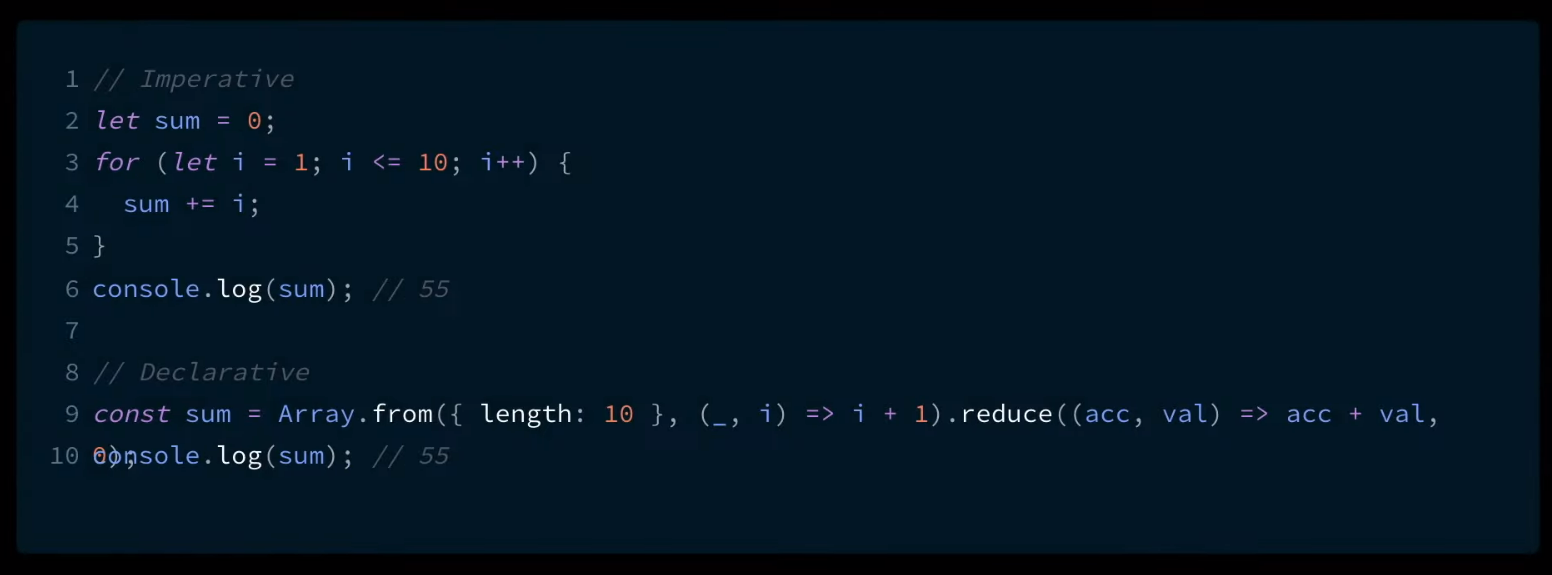 1 // Imperative
2 let sum = 0;
3 for (let i = 1; i <= 10; i++) {
4   sum += i;
5 }
6 console.log(sum); // 55
7
8 // Declarative
9 const sum = Array.from({ length: 10 }, (_, i) => i + 1).reduce((acc, val) => acc + val,
0);
10 console.log(sum); // 55